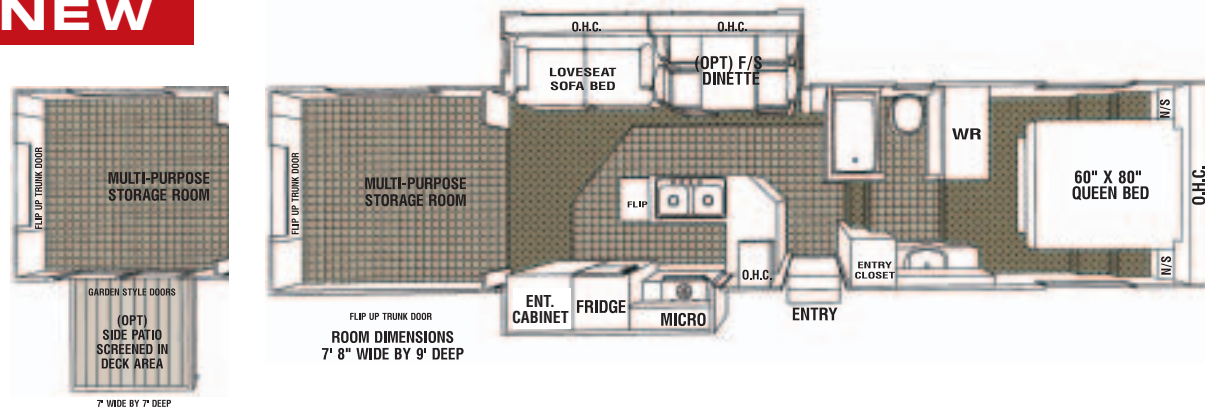 NEW
FLIP UP TRUNK DOOR
MULTI-PURPOSE
STORAGE ROOM
GARDEN STYLE DOORS
(OPT)
SIDE PATIO
SCREENED IN
DECK AREA
7' WIDE BY 7' DEEP
FLIP UP TRUNK DOOR
MULTI-PURPOSE
STORAGE ROOM
FLIP UP TRUNK DOOR
ROOM DIMENSIONS
7' 8" WIDE BY 9' DEEP
O.H.C.
O.H.C.
LOVESEAT
SOFA BED
(OPT) F/S
DINETTE
FLIP
ENT.
CABINET
FRIDGE
MICRO
O.H.C.
ENTRY
ENTRY
CLOSET
WR
N/S
60" X 80"
QUEEN BED
O.H.C.
N/S